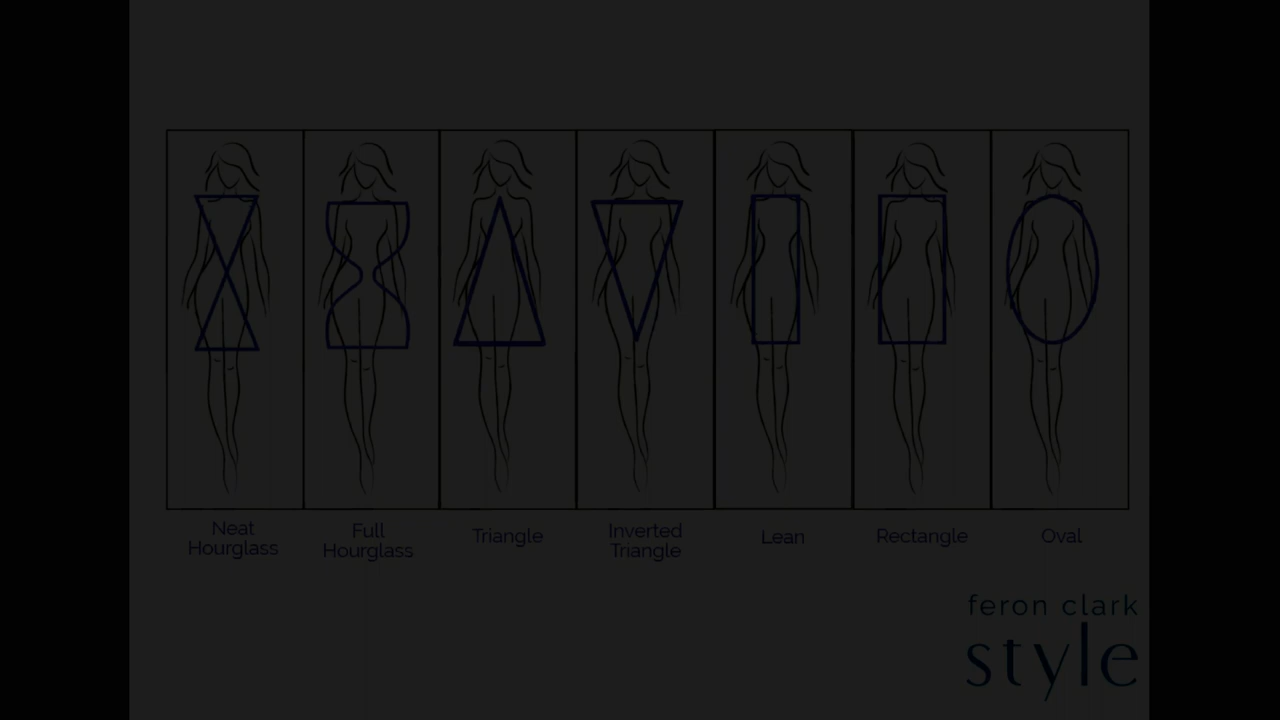 Neat
Hourglass
Full
Hourglass
Triangle
Inverted
Triangle
Lean
Rectangle
Oval
feron clark
style